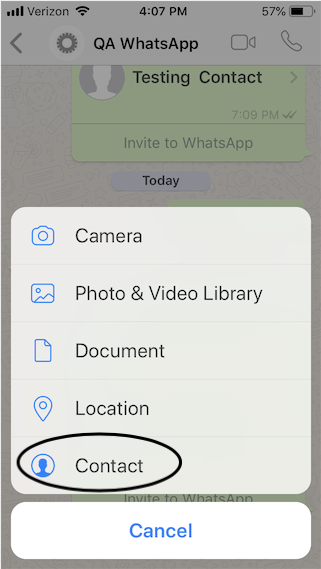 Verizon 4:07 PM 57%
QA WhatsApp
Testing Contact
7:09 PM
Invite to WhatsApp
Today
Camera
Photo & Video Library
Document
Location
Contact
Invite to WhatsApp
Cancel